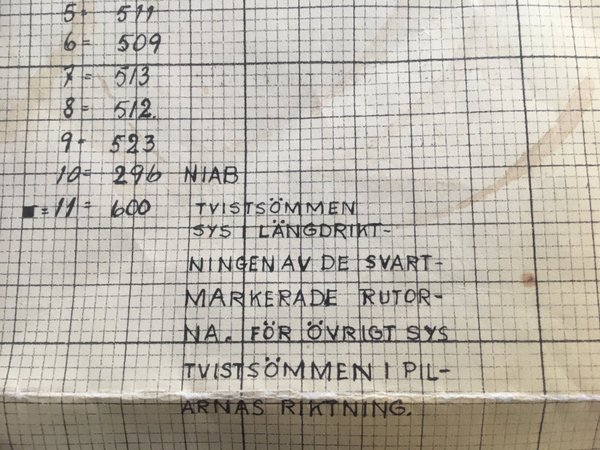 5= 511
6= 509
7= 513
8= 512.
9= 523
10= 296 NIAB
■=11= 600 TVISTSÖMMEN
SYS I LÄNGDRIKT-
NINGEN AV DE SVART-
MARKERADE RUTOR-
NA. FÖR ÖVRIGT SYS
TVISTSÖMMEN I PIL-
ARNAS RIKTNING.